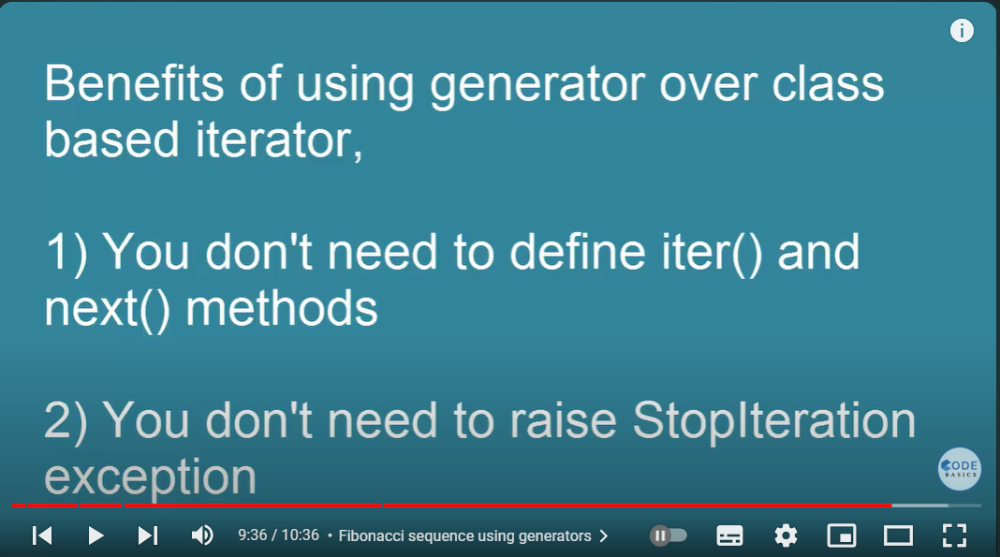 Benefits of using generator over class
based iterator,
1) You don't need to define iter() and
next() methods
2) You don't need to raise StopIteration
exception
CODE
BASICS
9:36 / 10:36 • Fibonacci sequence using generators